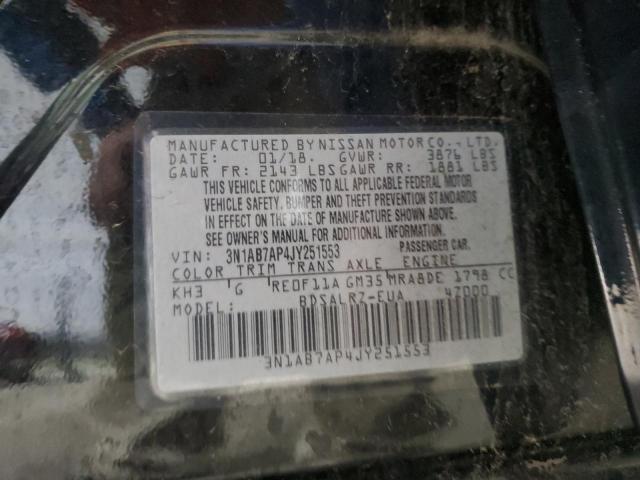 MANUFACTURED BY NISSAN MOTOR CO., LTD.
DATE: 01/18. GVWR: 3876 LBS
GAWR FR: 2143 LBS GAWR RR: 1881 LBS
THIS VEHICLE CONFORMS TO ALL APPLICABLE FEDERAL MOTOR
VEHICLE SAFETY, BUMPER AND THEFT PREVENTION STANDARDS
IN EFFECT ON THE DATE OF MANUFACTURE SHOWN ABOVE.
SEE OWNER'S MANUAL FOR ADDITIONAL INFORMATION.
VIN: 3N1AB7AP4JY251553 PASSENGER CAR.
COLOR TRIM TRANS AXLE ENGINE
KH3 G RE0F11A GM35 MRA8DE 1798 CC
MODEL: BDSALRZ-EUA 47000
3N1AB7AP4JY251553